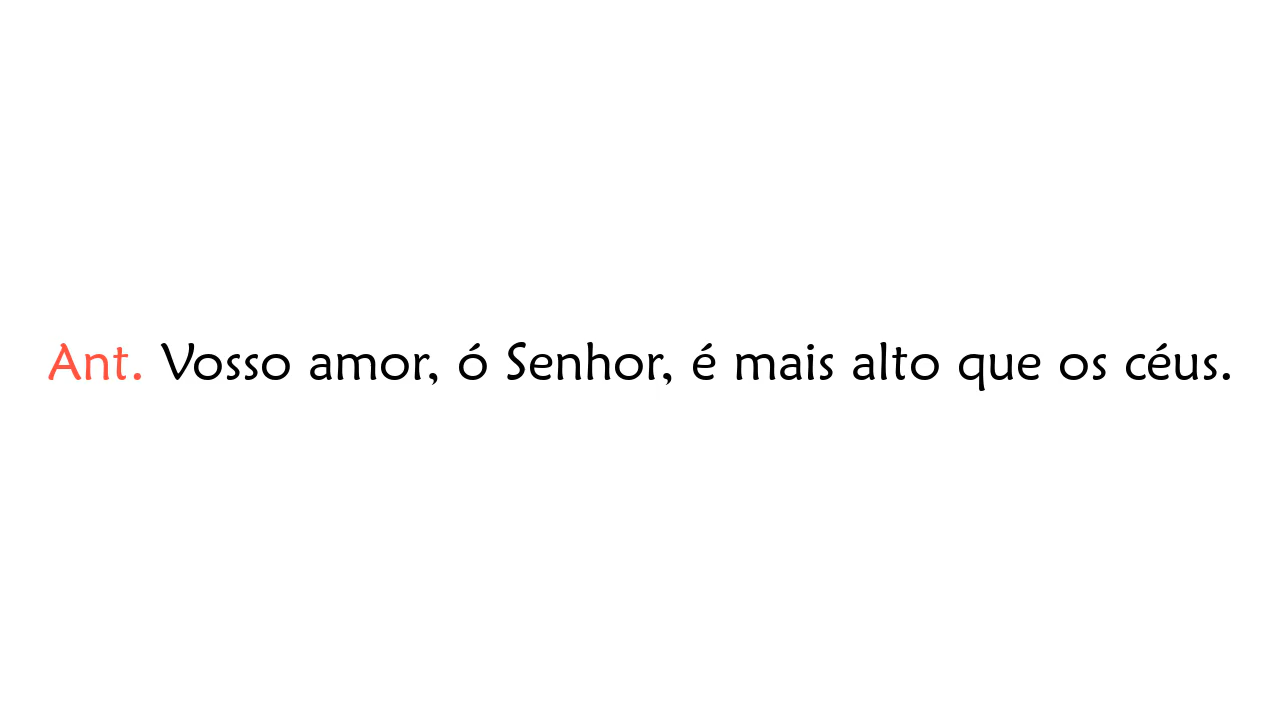 Ant. Vosso amor, ó Senhor, é mais alto que os céus.